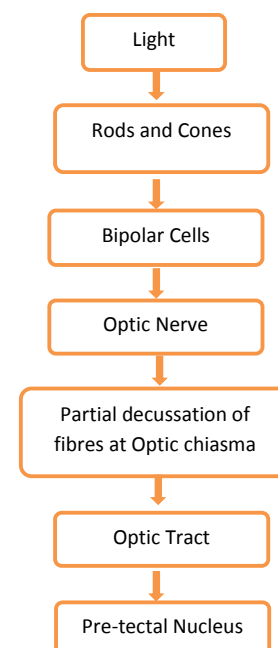 Light
Rods and Cones
Bipolar Cells
Optic Nerve
Partial decussation of
fibres at Optic chiasma
Optic Tract
Pre-tectal Nucleus